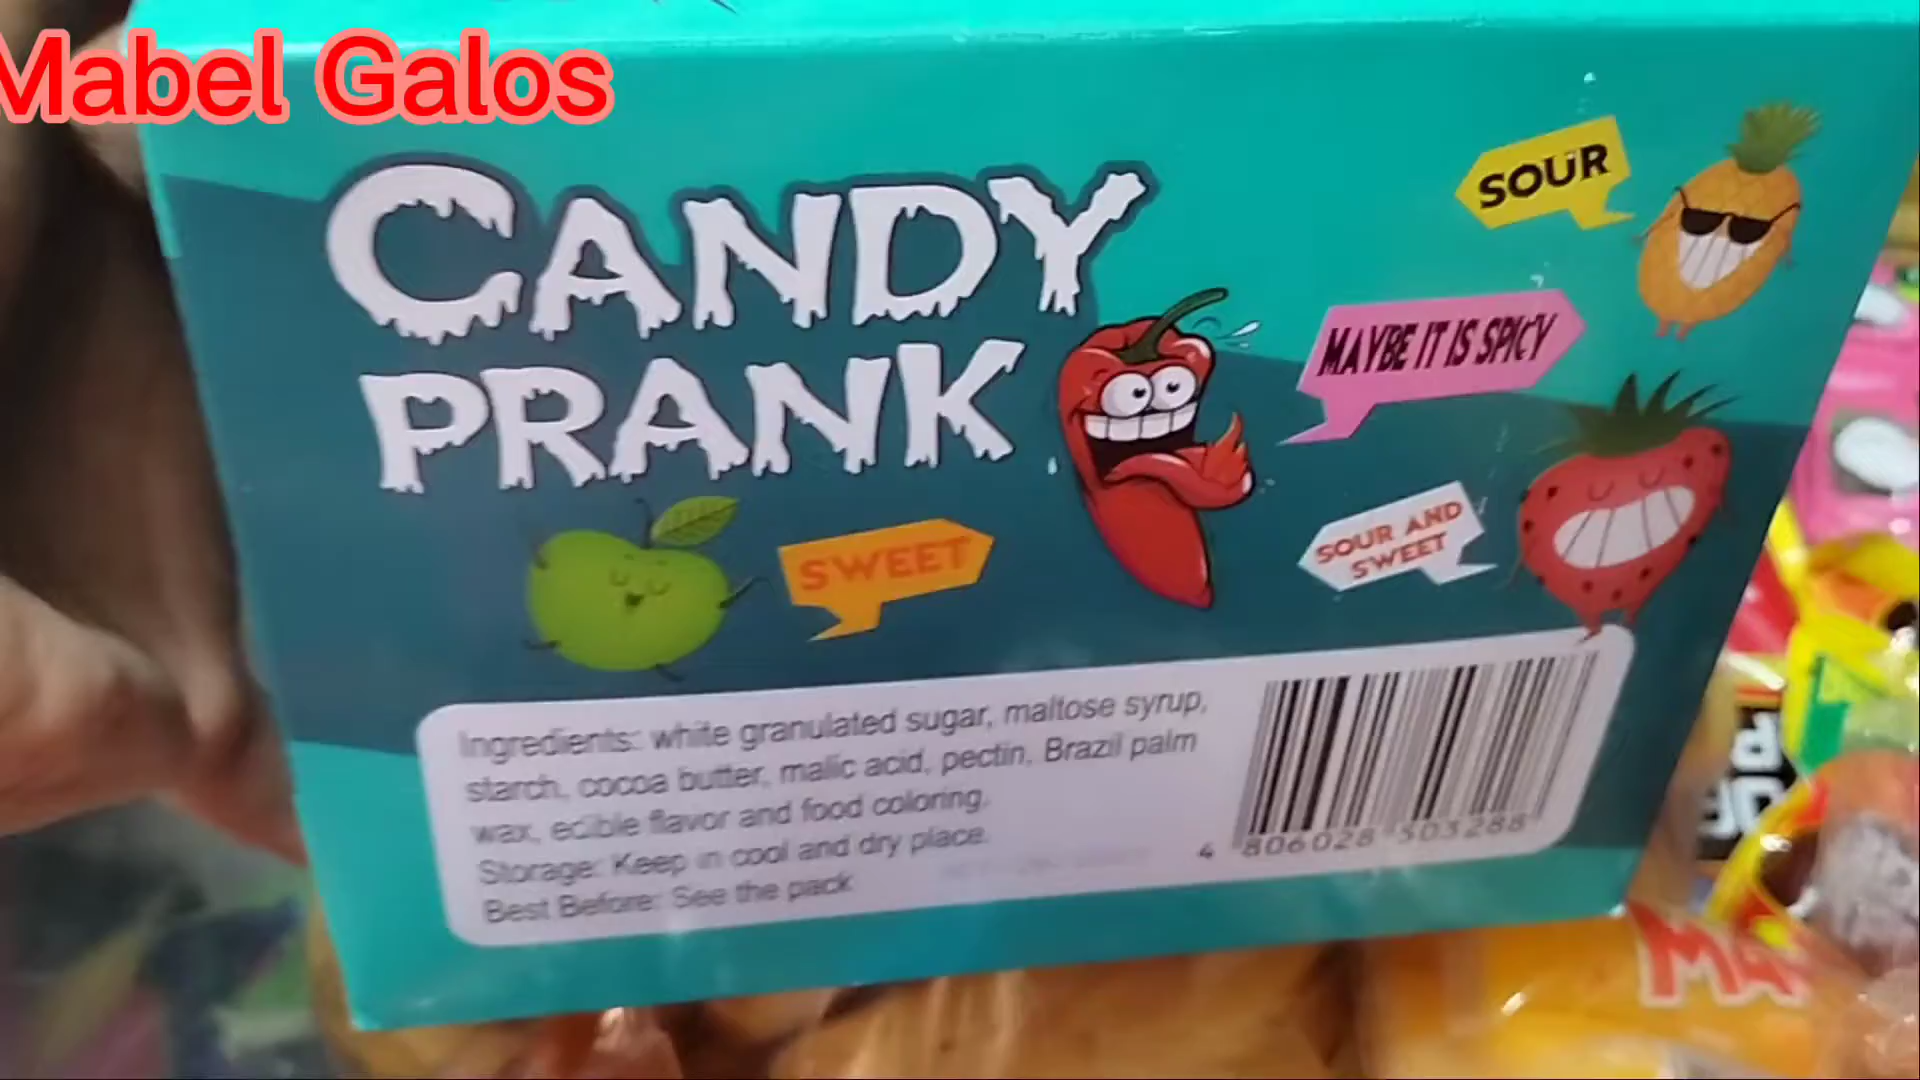 Mabel Galos
CANDY
PRANK
SOUR
MAYBE IT IS SPICY
SOUR AND
SWEET
SWEET
Ingredients: white granulated sugar, maltose syrup,
starch, cocoa butter, malic acid, pectin, Brazil palm
wax, edible flavor and food coloring.
Storage: Keep in cool and dry place.
Best Before: See the pack
4 806028 503288